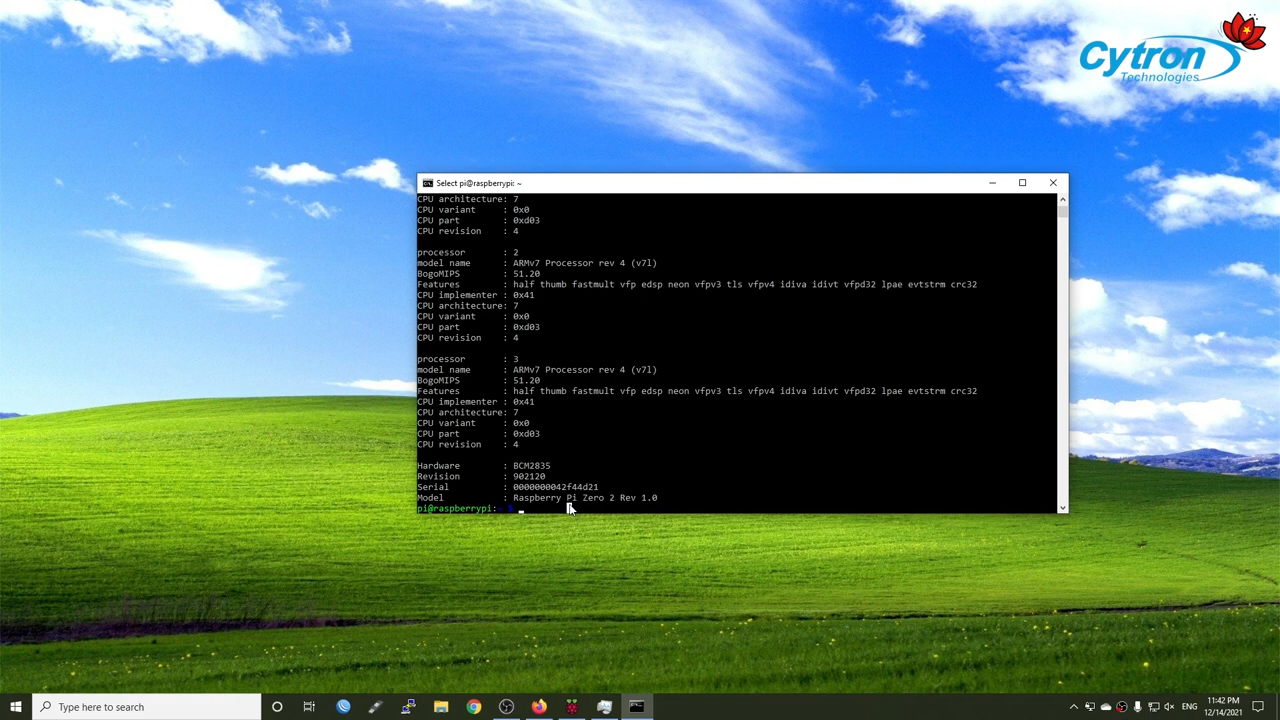 Cytron
Technologies
Select pi@raspberrypi: ~
CPU architecture: 7
CPU variant : 0x0
CPU part : 0xd03
CPU revision : 4
processor : 2
model name : ARMv7 Processor rev 4 (v7l)
BogoMIPS : 51.20
Features : half thumb fastmult vfp edsp neon vfpv3 tls vfpv4 idiva idivt vfpd32 lpae evtstrm crc32
CPU implementer : 0x41
CPU architecture: 7
CPU variant : 0x0
CPU part : 0xd03
CPU revision : 4
processor : 3
model name : ARMv7 Processor rev 4 (v7l)
BogoMIPS : 51.20
Features : half thumb fastmult vfp edsp neon vfpv3 tls vfpv4 idiva idivt vfpd32 lpae evtstrm crc32
CPU implementer : 0x41
CPU architecture: 7
CPU variant : 0x0
CPU part : 0xd03
CPU revision : 4
Hardware : BCM2835
Revision : 902120
Serial : 0000000042f44d21
Model : Raspberry Pi Zero 2 Rev 1.0
pi@raspberrypi:~ $
Type here to search
ENG
11:42 PM
12/14/2021